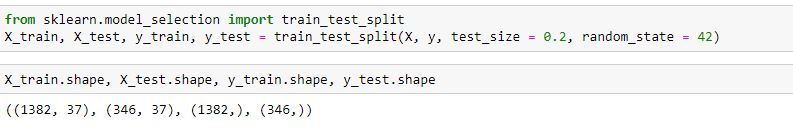 from sklearn.model_selection import train_test_split
X_train, X_test, y_train, y_test = train_test_split(X, y, test_size = 0.2, random_state = 42)
X_train.shape, X_test.shape, y_train.shape, y_test.shape
((1382, 37), (346, 37), (1382,), (346,))